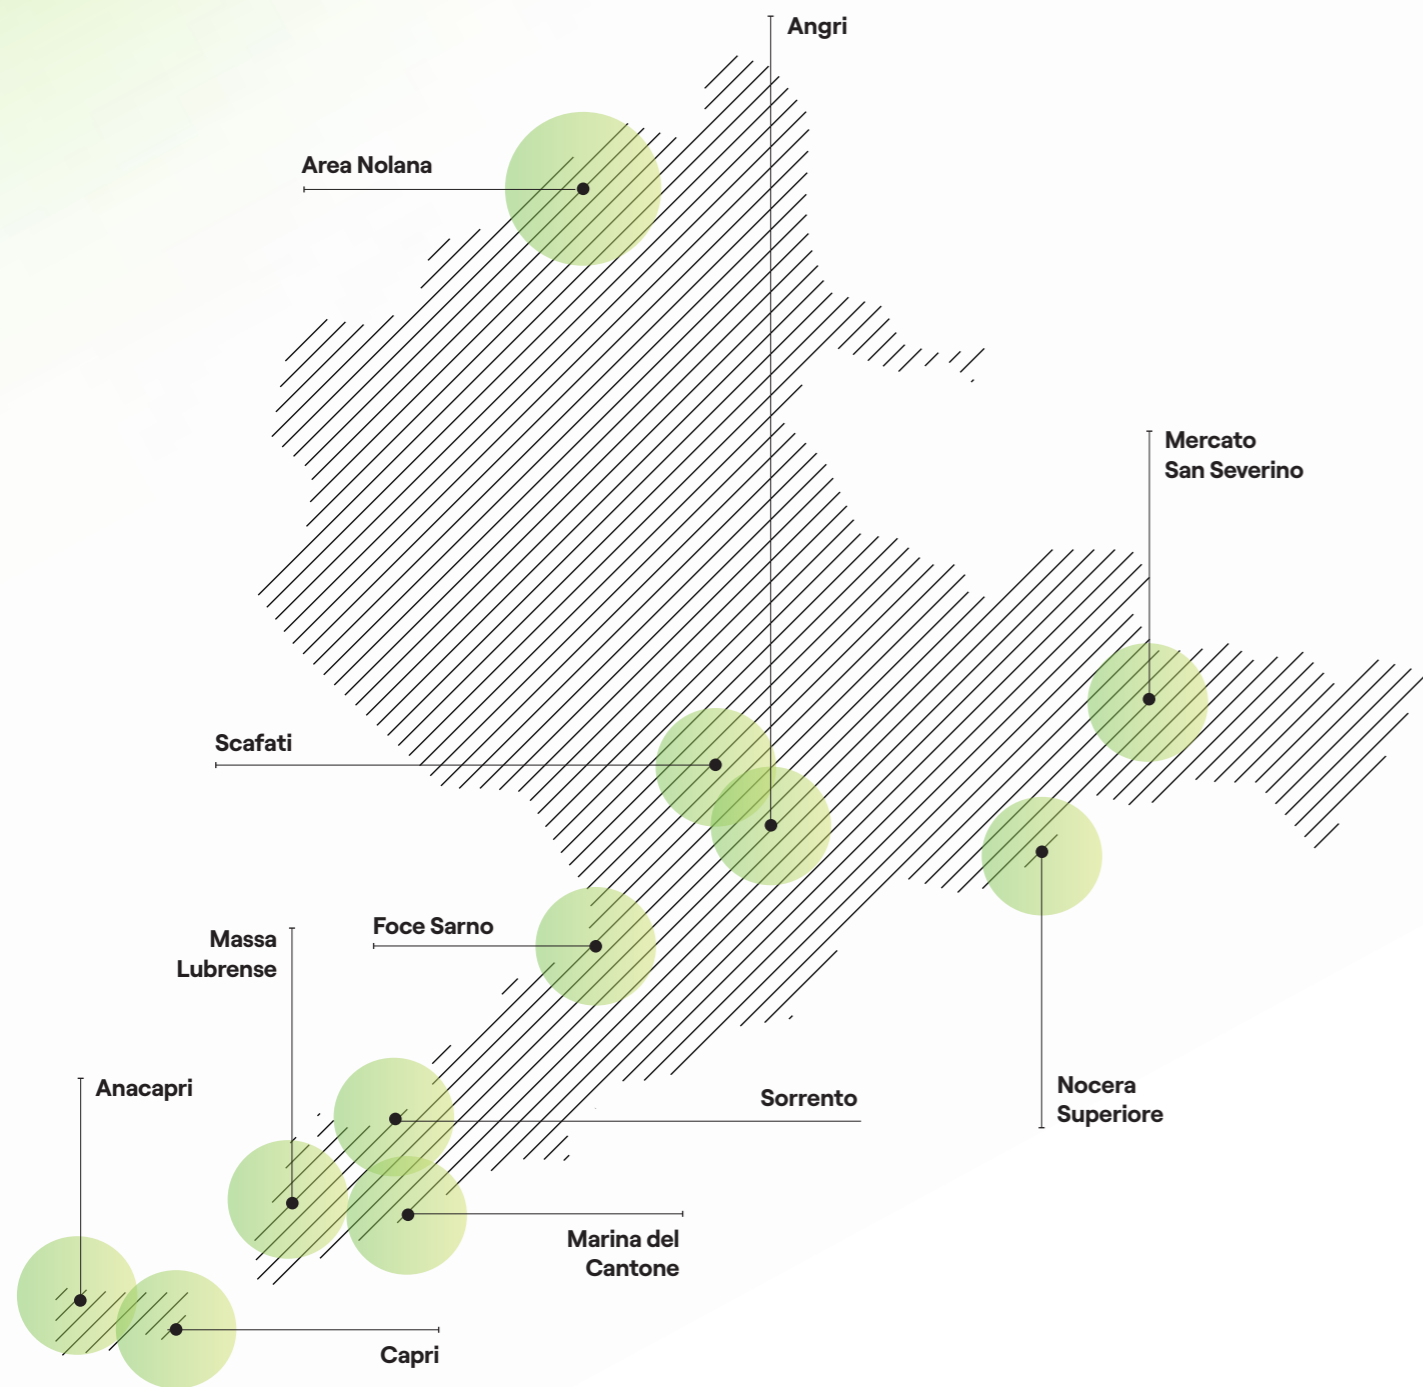 Angri
Area Nolana
Mercato
San Severino
Scafati
Foce Sarno
Massa
Lubrense
Anacapri
Sorrento
Nocera
Superiore
Marina del
Cantone
Capri